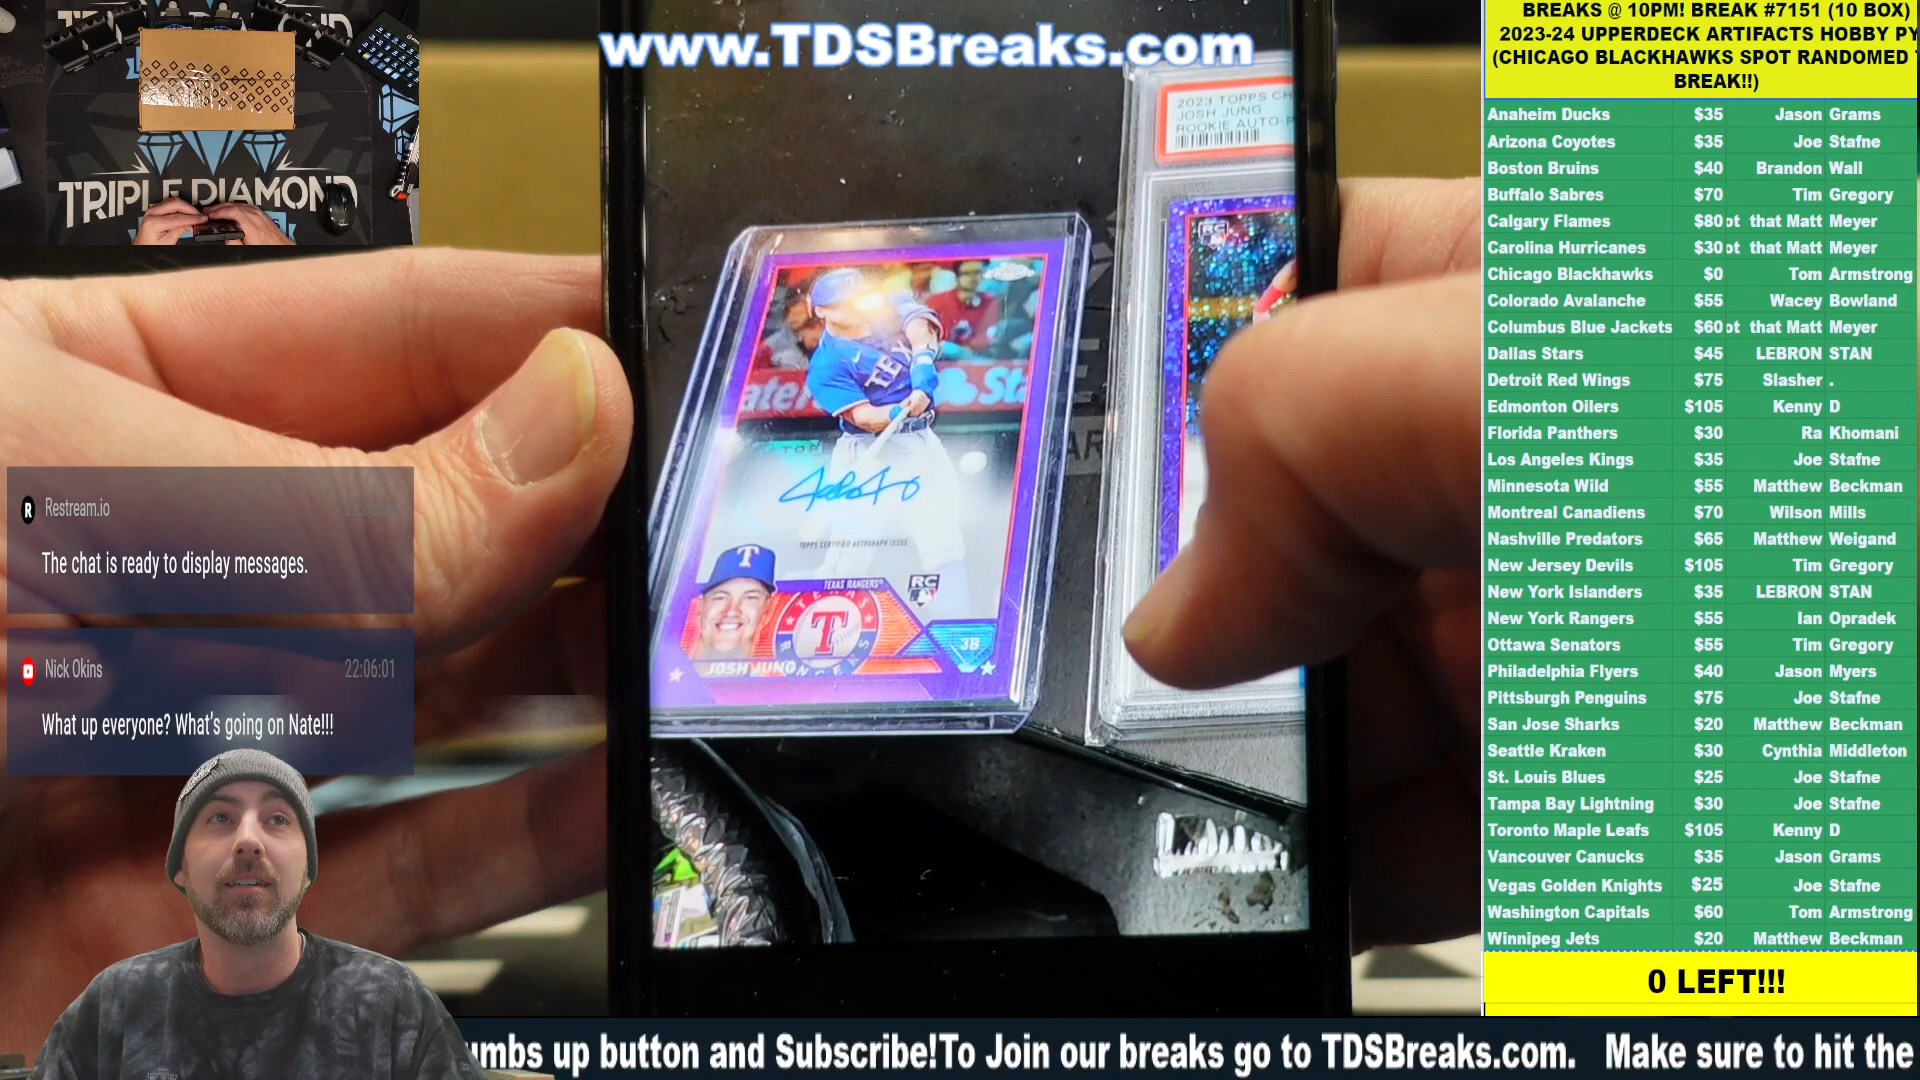 www.TDSBreaks.com
TRIPLE DIAMOND
2023 TOPPS CH
JOSH JUNG
ROOKIE AUTO-
TEX
TOPPS CERTIFIED AUTOGRAPH ISSUE
TEXAS RANGERS
RC
T
3B
JOSH JUNG
Restream.io
The chat is ready to display messages.
Nick Okins 22:06:01
What up everyone? What's going on Nate!!!
BREAKS @ 10PM! BREAK #7151 (10 BOX)
2023-24 UPPERDECK ARTIFACTS HOBBY PY
(CHICAGO BLACKHAWKS SPOT RANDOMED
BREAK!!)
Anaheim Ducks $35 Jason Grams
Arizona Coyotes $35 Joe Stafne
Boston Bruins $40 Brandon Wall
Buffalo Sabres $70 Tim Gregory
Calgary Flames $80 ot that Matt Meyer
Carolina Hurricanes $30 ot that Matt Meyer
Chicago Blackhawks $0 Tom Armstrong
Colorado Avalanche $55 Wacey Bowland
Columbus Blue Jackets $60 ot that Matt Meyer
Dallas Stars $45 LEBRON STAN
Detroit Red Wings $75 Slasher .
Edmonton Oilers $105 Kenny D
Florida Panthers $30 Ra Khomani
Los Angeles Kings $35 Joe Stafne
Minnesota Wild $55 Matthew Beckman
Montreal Canadiens $70 Wilson Mills
Nashville Predators $65 Matthew Weigand
New Jersey Devils $105 Tim Gregory
New York Islanders $35 LEBRON STAN
New York Rangers $55 Ian Opradek
Ottawa Senators $55 Tim Gregory
Philadelphia Flyers $40 Jason Myers
Pittsburgh Penguins $75 Joe Stafne
San Jose Sharks $20 Matthew Beckman
Seattle Kraken $30 Cynthia Middleton
St. Louis Blues $25 Joe Stafne
Tampa Bay Lightning $30 Joe Stafne
Toronto Maple Leafs $105 Kenny D
Vancouver Canucks $35 Jason Grams
Vegas Golden Knights $25 Joe Stafne
Washington Capitals $60 Tom Armstrong
Winnipeg Jets $20 Matthew Beckman
0 LEFT!!!
umbs up button and Subscribe!To Join our breaks go to TDSBreaks.com. Make sure to hit the